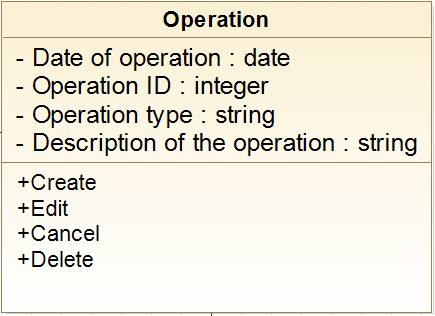 Operation
- Date of operation : date
- Operation ID : integer
- Operation type : string
- Description of the operation : string
+Create
+Edit
+Cancel
+Delete